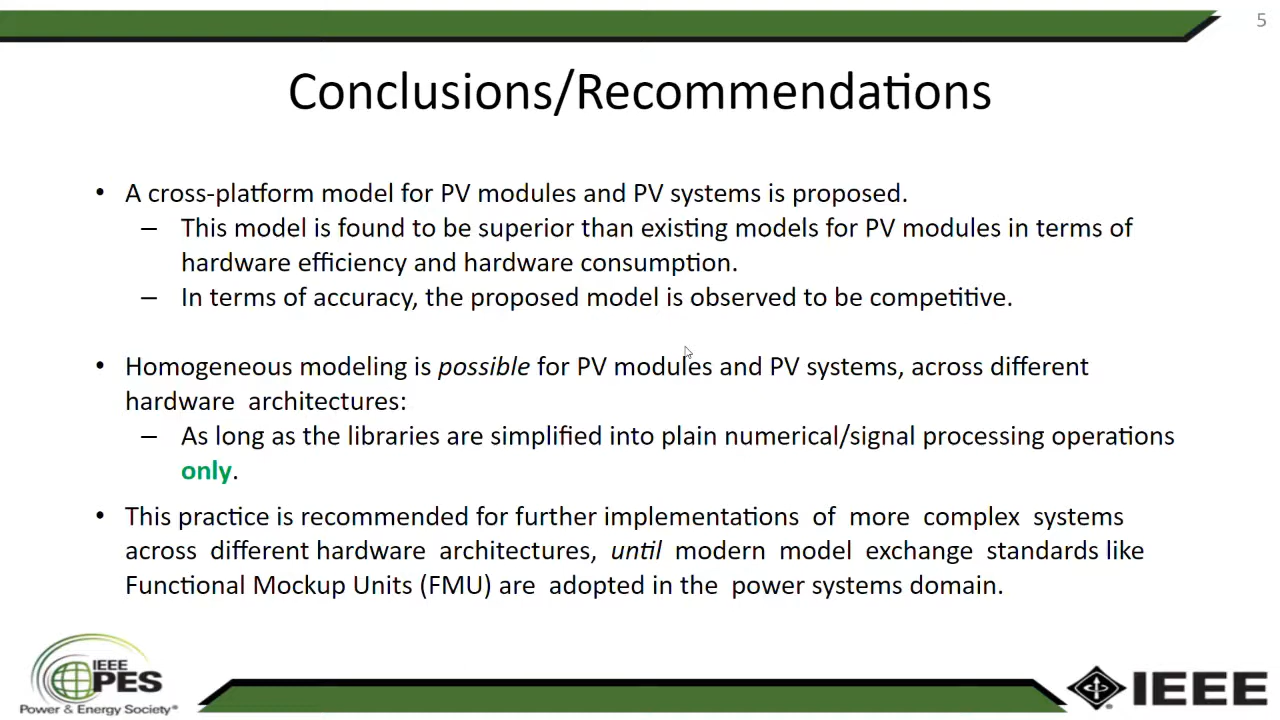 5
Conclusions/Recommendations
• A cross-platform model for PV modules and PV systems is proposed.
– This model is found to be superior than existing models for PV modules in terms of
hardware efficiency and hardware consumption.
– In terms of accuracy, the proposed model is observed to be competitive.
• Homogeneous modeling is possible for PV modules and PV systems, across different
hardware architectures:
– As long as the libraries are simplified into plain numerical/signal processing operations
only.
• This practice is recommended for further implementations of more complex systems
across different hardware architectures, until modern model exchange standards like
Functional Mockup Units (FMU) are adopted in the power systems domain.
IEEE
PES
Power & Energy Society®
IEEE